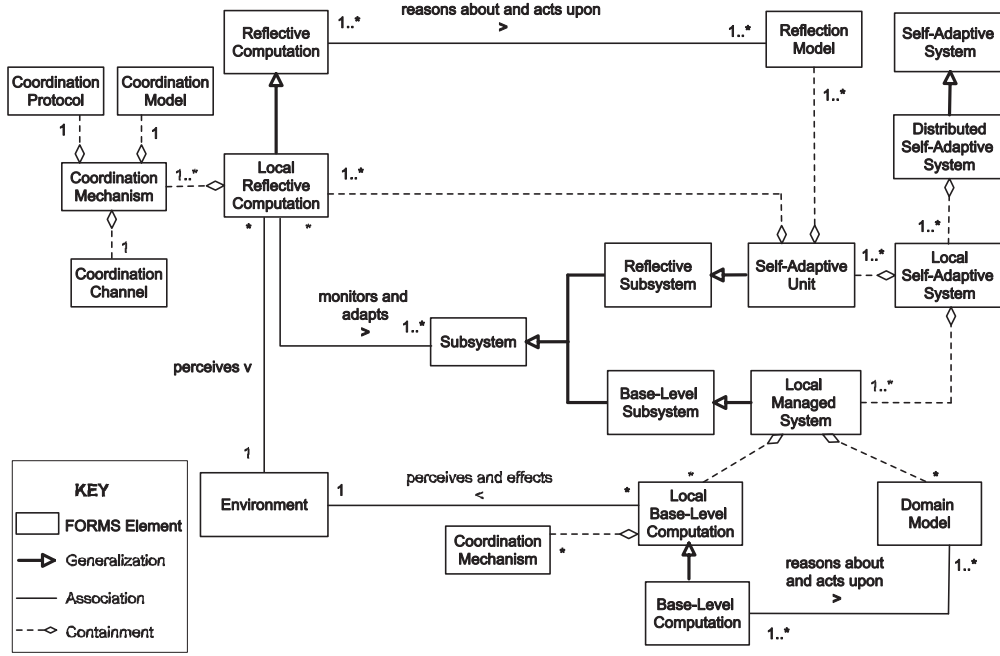 reasons about and acts upon
>
1..*
1..*
Reflective
Computation
Reflection
Model
Self-Adaptive
System
Coordination
Protocol
Coordination
Model
1..*
1
1
Distributed
Self-Adaptive
System
Coordination
Mechanism
1..*
Local
Reflective
Computation
1..*
*
*
1..*
1
Coordination
Channel
Reflective
Subsystem
Self-Adaptive
Unit
1..*
Local
Self-Adaptive
System
monitors and
adapts
>
1..*
Subsystem
perceives v
Base-Level
Subsystem
Local
Managed
System
1..*
1
KEY
FORMS Element
Generalization
Association
Containment
Environment
1
perceives and effects
<
*
*
*
Local
Base-Level
Computation
Domain
Model
Coordination
Mechanism
*
reasons about
and acts upon
>
1..*
Base-Level
Computation
1..*